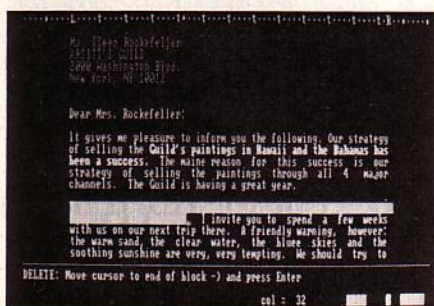 L t t t t t t t t R
Ms. Eleen Rockefeller
ARTIST'S GUILD
2000 Washington Blvd.
New York, NY 10012
Dear Mrs. Rockefeller:
It gives me pleasure to inform you the following. Our strategy
of selling the Guild's paintings in Hawaii and the Bahamas has
been a success. The maine reason for this success is our
strategy of selling the paintings through all 4 major
channels. The Guild is having a great year.
I invite you to spend a few weeks
with us on our next trip there. A friendly warning, however:
the warm sand, the clear water, the bluee skies and the
soothing sunshine are very, very tempting. We should try to
DELETE: Move cursor to end of block -) and press Enter
col = 32